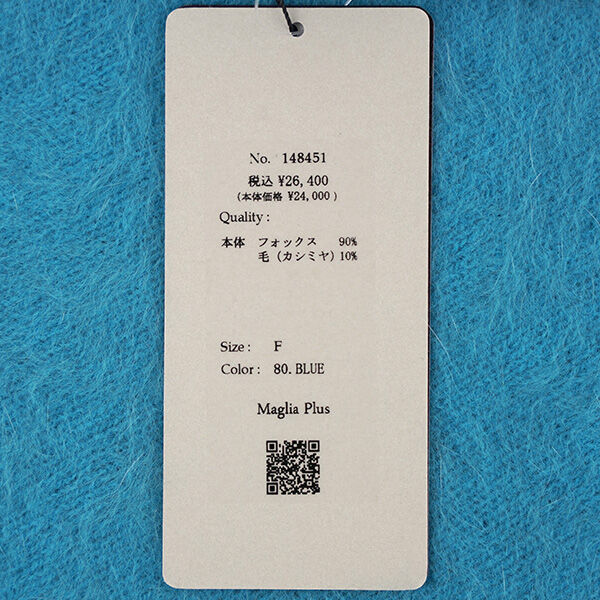 No. 148451
税込 ¥26,400
(本体価格 ¥24,000)
Quality :
本体 フォックス 90%
毛 (カシミヤ) 10%
Size : F
Color : 80. BLUE
Maglia Plus